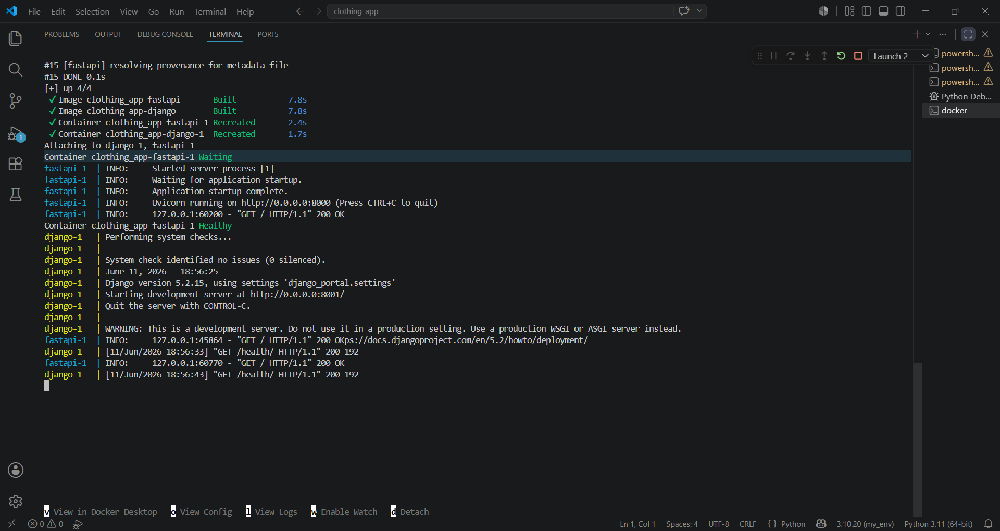 File Edit Selection View Go Run Terminal Help
clothing_app
PROBLEMS OUTPUT DEBUG CONSOLE TERMINAL PORTS
Launch 2
#15 [fastapi] resolving provenance for metadata file
#15 DONE 0.1s
[+] up 4/4
✓ Image clothing_app-fastapi Built 7.8s
✓ Image clothing_app-django Built 7.8s
✓ Container clothing_app-fastapi-1 Recreated 2.4s
✓ Container clothing_app-django-1 Recreated 1.7s
Attaching to django-1, fastapi-1
Container clothing_app-fastapi-1 Waiting
fastapi-1 | INFO: Started server process [1]
fastapi-1 | INFO: Waiting for application startup.
fastapi-1 | INFO: Application startup complete.
fastapi-1 | INFO: Uvicorn running on http://0.0.0.0:8000 (Press CTRL+C to quit)
fastapi-1 | INFO: 127.0.0.1:60200 - "GET / HTTP/1.1" 200 OK
Container clothing_app-fastapi-1 Healthy
django-1 | Performing system checks...
django-1 |
django-1 | System check identified no issues (0 silenced).
django-1 | June 11, 2026 - 18:56:25
django-1 | Django version 5.2.15, using settings 'django_portal.settings'
django-1 | Starting development server at http://0.0.0.0:8001/
django-1 | Quit the server with CONTROL-C.
django-1 |
django-1 | WARNING: This is a development server. Do not use it in a production setting. Use a production WSGI or ASGI server instead.
fastapi-1 | INFO: 127.0.0.1:45864 - "GET / HTTP/1.1" 200 OKps://docs.djangoproject.com/en/5.2/howto/deployment/
django-1 | [11/Jun/2026 18:56:33] "GET /health/ HTTP/1.1" 200 192
fastapi-1 | INFO: 127.0.0.1:60770 - "GET / HTTP/1.1" 200 OK
django-1 | [11/Jun/2026 18:56:43] "GET /health/ HTTP/1.1" 200 192
v View in Docker Desktop o View Config l View Logs w Enable Watch d Detach
powersh...
powersh...
powersh...
Python Deb...
docker
1
0 0
Ln 1, Col 1 Spaces: 4 UTF-8 CRLF {} Python 3.10.20 (my_env) Python 3.11 (64-bit)